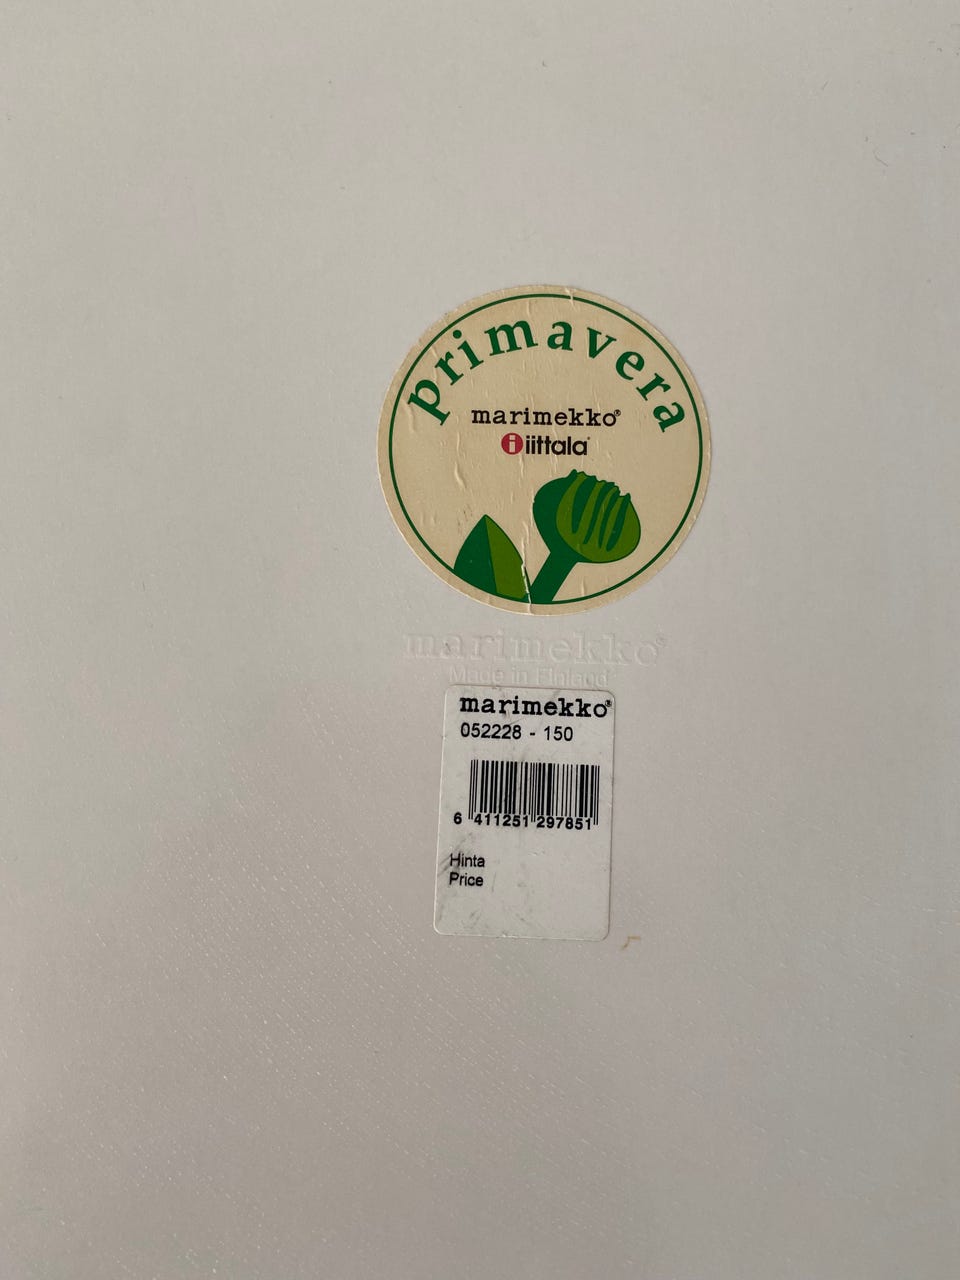 primavera
marimekko®
i iittala
marimekko®
Made in Finland
marimekko®
052228 - 150
6 411251 297851
Hinta
Price